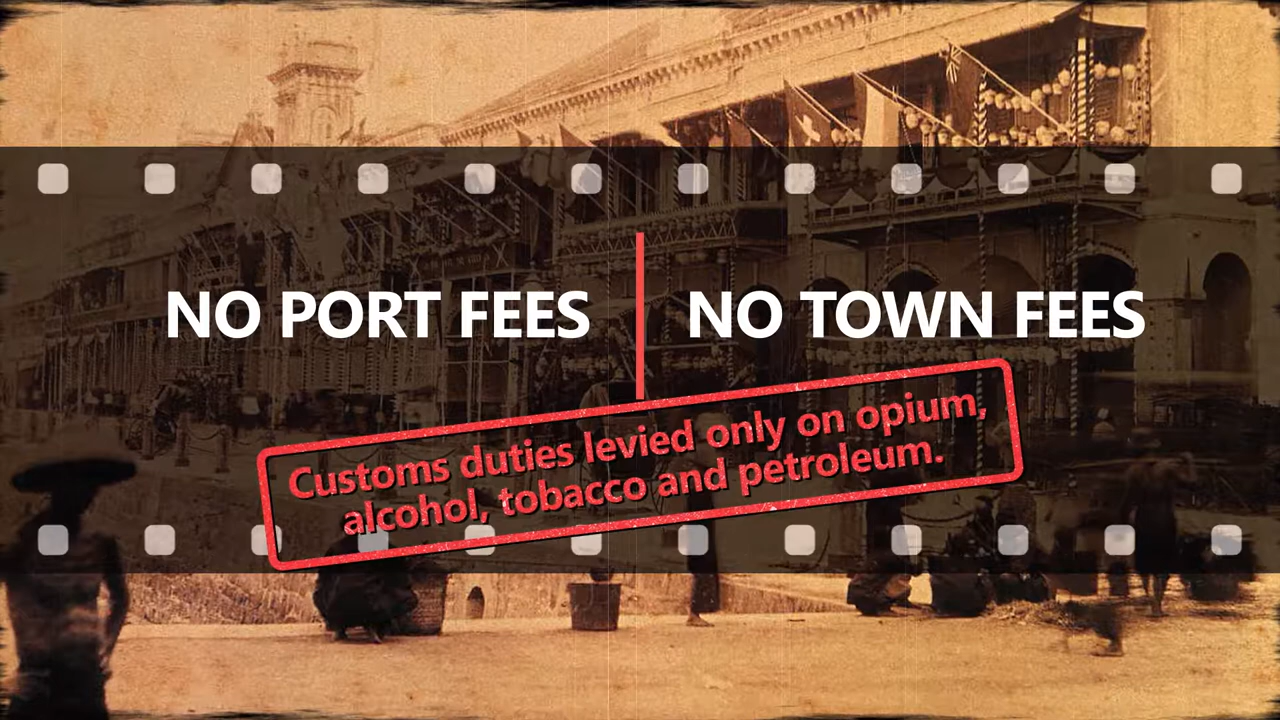 NO PORT FEES
NO TOWN FEES
Customs duties levied only on opium,
alcohol, tobacco and petroleum.